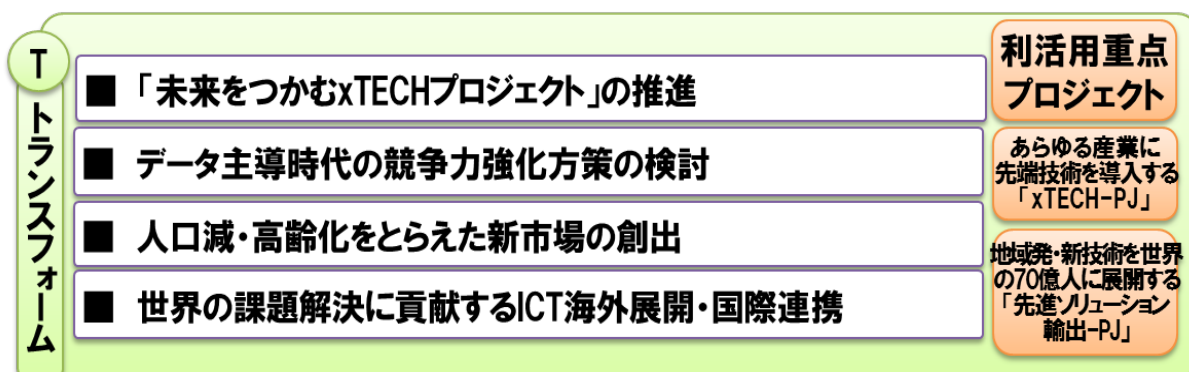 T
トランスフォーム
■ 「未来をつかむxTECHプロジェクト」の推進
■ データ主導時代の競争力強化方策の検討
■ 人口減・高齢化をとらえた新市場の創出
■ 世界の課題解決に貢献するICT海外展開・国際連携
利活用重点
プロジェクト
あらゆる産業に
先端技術を導入する
「xTECH-PJ」
地域発・新技術を世界
の70億人に展開する
「先進ソリューション
輸出-PJ」